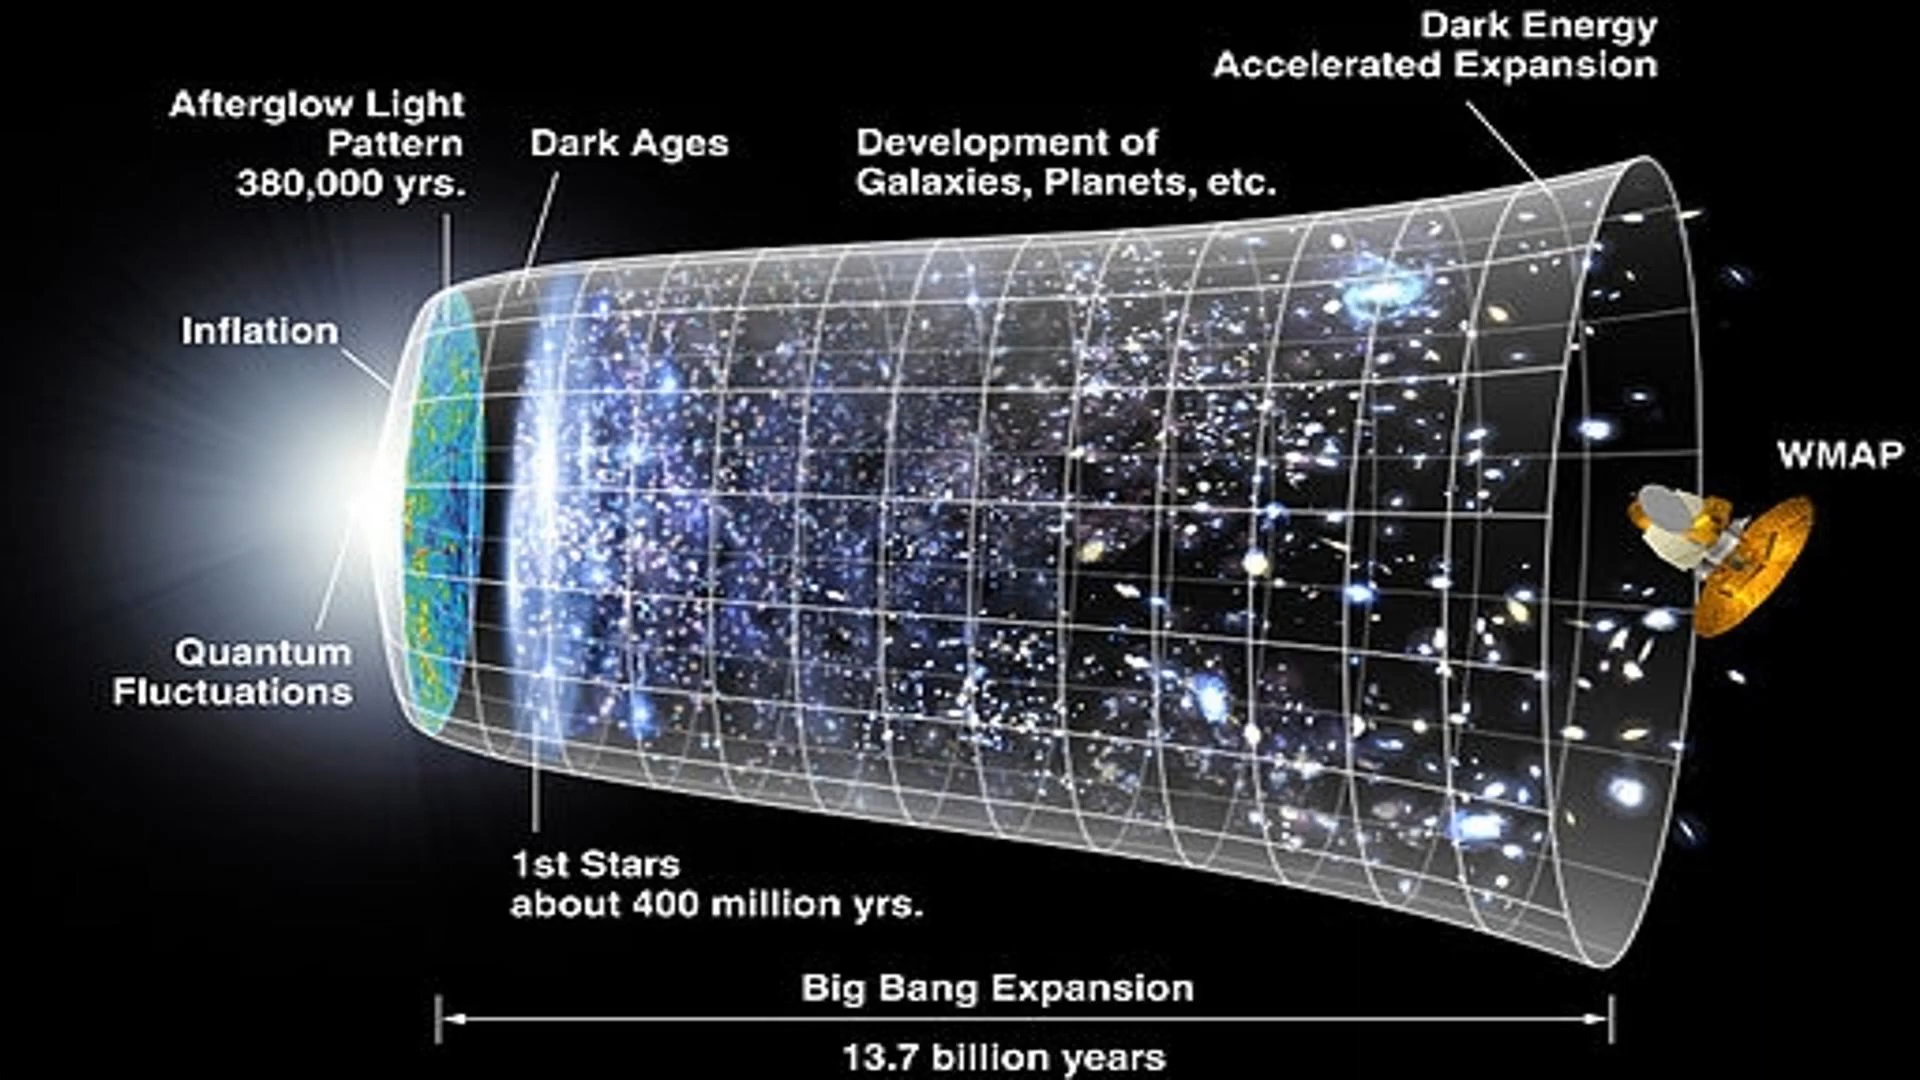 Dark Energy
Accelerated Expansion
Afterglow Light
Pattern
380,000 yrs.
Dark Ages
Development of
Galaxies, Planets, etc.
Inflation
WMAP
Quantum
Fluctuations
1st Stars
about 400 million yrs.
Big Bang Expansion
13.7 billion years